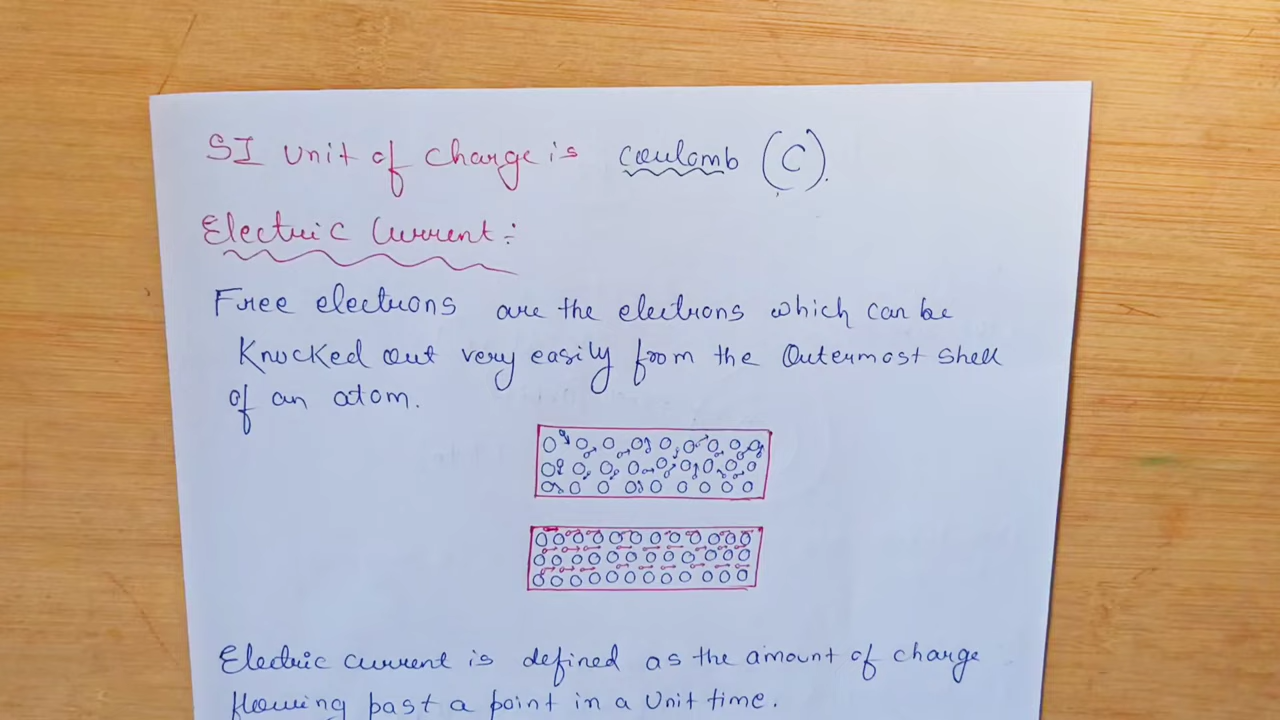 SI unit of charge is coulomb (C).
Electric Current :-
Free electrons are the electrons which can be
Knocked out very easily from the Outermost shell
of an atom.
Electric current is defined as the amount of charge
flowing past a point in a Unit time.